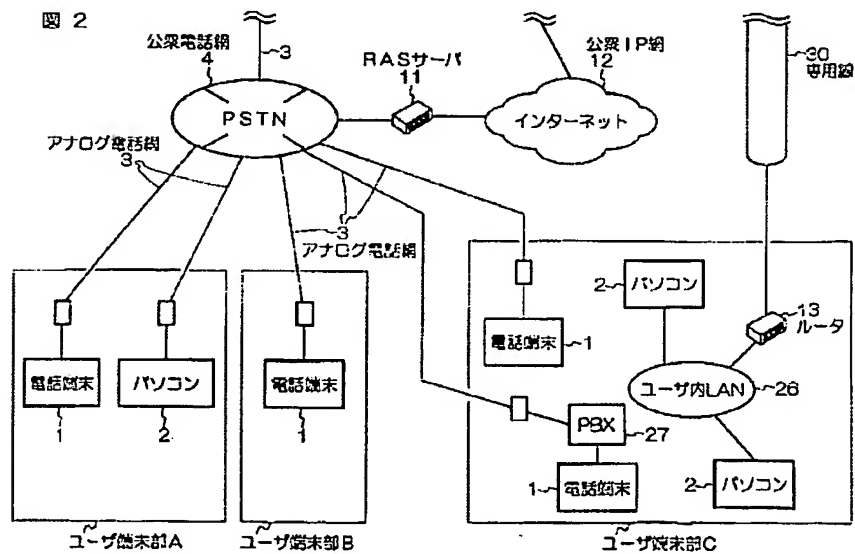 図 2
公衆電話網
4
3
RASサーバ
11
公衆IP網
12
30
専用線
PSTN
インターネット
アナログ電話網
3
3
3
アナログ電話網
電話端末
1
パソコン
2
電話端末
1
電話端末
1
2
パソコン
13
ルータ
ユーザ内LAN
26
PBX
27
1
電話端末
2
パソコン
ユーザ端末部A
ユーザ端末部B
ユーザ端末部C